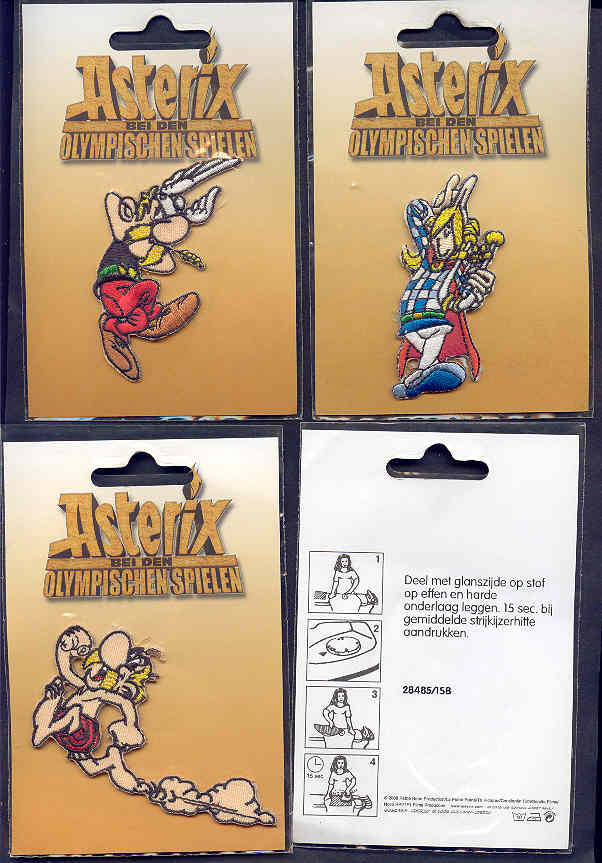 Asterix
BEI DEN
OLYMPISCHEN SPIELEN
Asterix
BEI DEN
OLYMPISCHEN SPIELEN
Asterix
BEI DEN
OLYMPISCHEN SPIELEN
1
2
3
15 sec.
4
Deel met glanszijde op stof
op effen en harde
onderlaag leggen. 15 sec. bij
gemiddelde strijkijzerhitte
aandrukken.
28485/15B